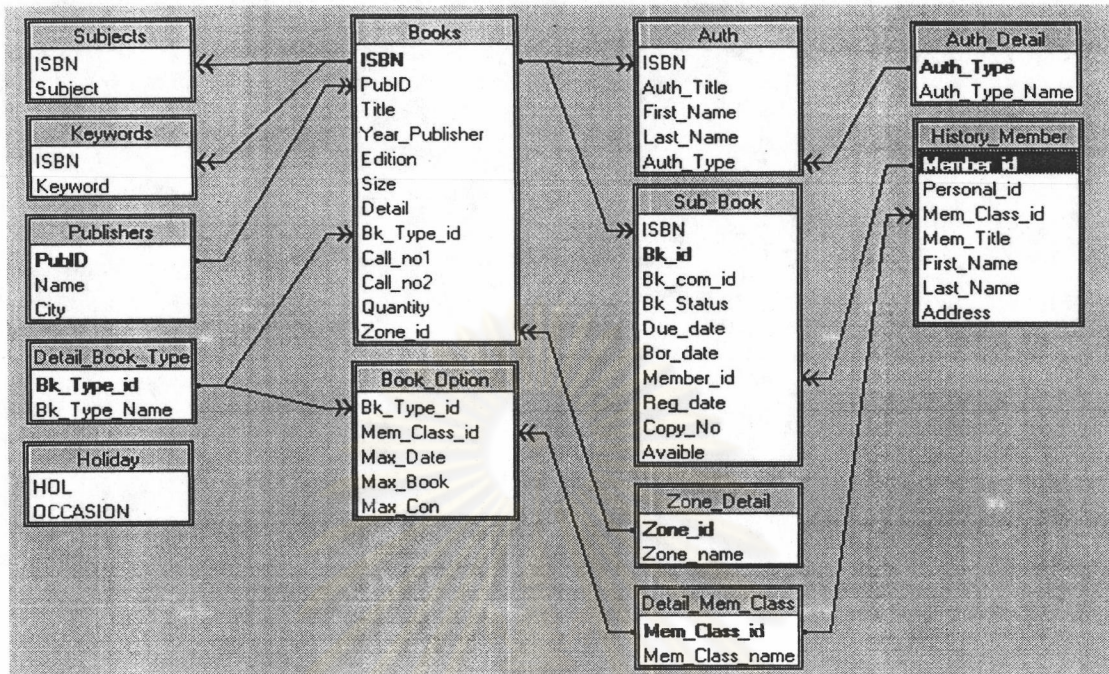 Subjects
ISBN
Subject
Keywords
ISBN
Keyword
Publishers
PubID
Name
City
Detail_Book_Type
Bk_Type_id
Bk_Type_Name
Holiday
HOL
OCCASION
Books
ISBN
PubID
Title
Year_Publisher
Edition
Size
Detail
Bk_Type_id
Call_no1
Call_no2
Quantity
Zone_id
Book_Option
Bk_Type_id
Mem_Class_id
Max_Date
Max_Book
Max_Con
Auth
ISBN
Auth_Title
First_Name
Last_Name
Auth_Type
Sub_Book
ISBN
Bk_id
Bk_com_id
Bk_Status
Due_date
Bor_date
Member_id
Reg_date
Copy_No
Avaible
Zone_Detail
Zone_id
Zone_name
Detail_Mem_Class
Mem_Class_id
Mem_Class_name
Auth_Detail
Auth_Type
Auth_Type_Name
History_Member
Member_id
Personal_id
Mem_Class_id
Mem_Title
First_Name
Last_Name
Address